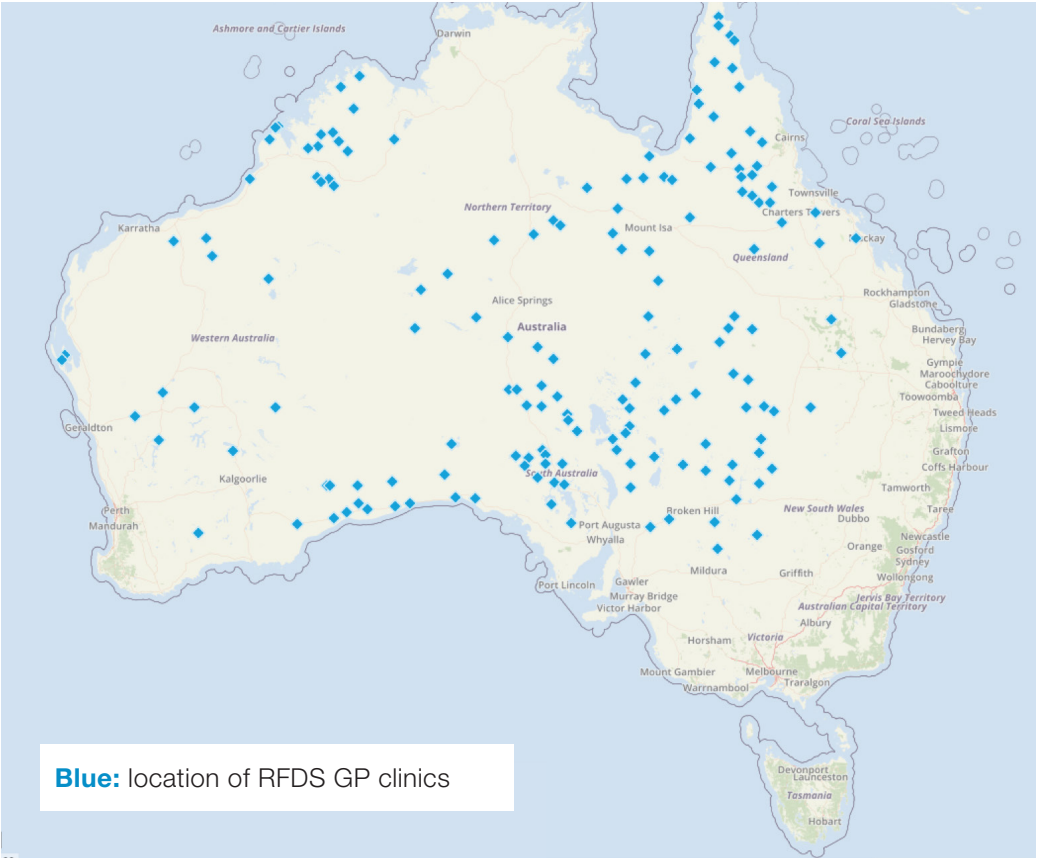 Ashmore and Cartier Islands
Darwin
Coral Sea Islands
Cairns
Townsville
Northern Territory
Charters Towers
Karratha
Mount Isa
Mackay
Queensland
Rockhampton
Gladstone
Alice Springs
Australia
Western Australia
Bundaberg
Hervey Bay
Gympie
Maroochydore
Caboolture
Toowoomba
Tweed Heads
Geraldton
Lismore
Grafton
Coffs Harbour
South Australia
Kalgoorlie
Tamworth
Taree
Perth
Mandurah
Broken Hill
New South Wales
Dubbo
Port Augusta
Whyalla
Newcastle
Orange
Gosford
Sydney
Mildura
Griffith
Wollongong
Port Lincoln
Gawler
Murray Bridge
Victor Harbor
Jervis Bay Territory
Australian Capital Territory
Albury
Horsham
Victoria
Mount Gambier
Melbourne
Warrnambool
Traralgon
Blue: location of RFDS GP clinics
Devonport
Launceston
Tasmania
Hobart